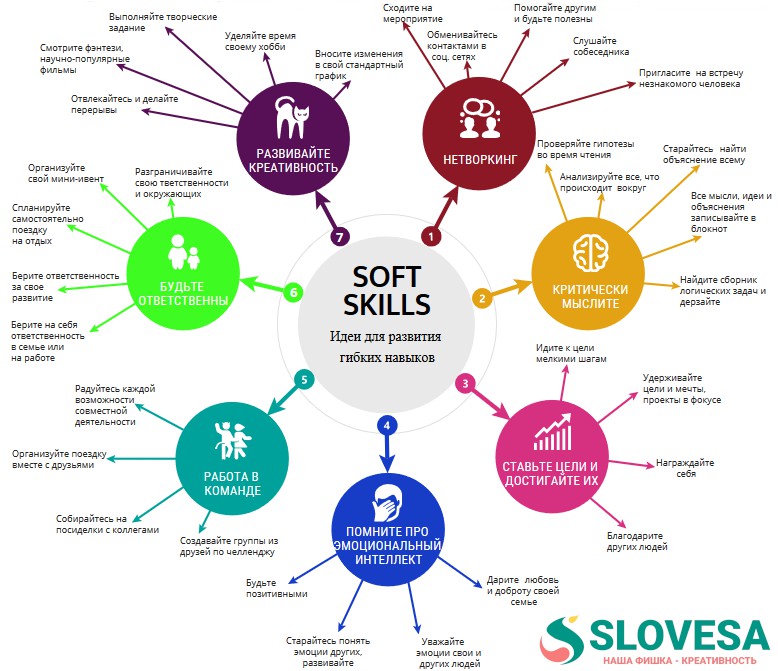 SOFT
SKILLS
Идеи для развития
гибких навыков
1
НЕТВОРКИНГ
Сходите на
мероприятие
Обменивайтесь
контактами в
соц. сетях
Помогайте другим
и будьте полезны
Слушайте
собеседника
Пригласите на встречу
незнакомого человека
2
КРИТИЧЕСКИ
МЫСЛИТЕ
Проверяйте гипотезы
во время чтения
Анализируйте все, что
происходит вокруг
Старайтесь найти
объяснение всему
Все мысли, идеи и
объяснения
записывайте в
блокнот
Найдите сборник
логических задач и
дерзайте
3
СТАВЬТЕ ЦЕЛИ И
ДОСТИГАЙТЕ ИХ
Идите к цели
мелкими шагам
Удерживайте
цели и мечты,
проекты в фокусе
Награждайте
себя
Благодарите
других людей
4
ПОМНИТЕ ПРО
ЭМОЦИОНАЛЬНЫЙ
ИНТЕЛЛЕКТ
Будьте
позитивными
Старайтесь понять
эмоции других,
развивайте
Уважайте
эмоции свои и
других людей
Дарите любовь
и доброту своей
семье
5
РАБОТА В
КОМАНДЕ
Радуйтесь каждой
возможности
совместной
деятельности
Организуйте поездку
вместе с друзьями
Собирайтесь на
посиделки с коллегами
Создавайте группы из
друзей по челленджу
6
БУДЬТЕ
ОТВЕТСТВЕННЫ
Организуйте
свой мини-ивент
Разграничивайте
свою тветственности
и окружающих
Спланируйте
самостоятельно
поездку
на отдых
Берите ответственность
за свое
развитие
Берите на себя
ответственность
в семье или
на работе
7
РАЗВИВАЙТЕ
КРЕАТИВНОСТЬ
Выполняйте творческие
задание
Уделяйте время
своему хобби
Смотрите фэнтези,
научно-популярные
фильмы
Вносите изменения
в свой стандартный
график
Отвлекайтесь и делайте
перерывы
SLOVESA
НАША ФИШКА - КРЕАТИВНОСТЬ